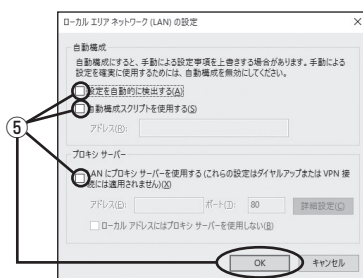 ローカル エリア ネットワーク (LAN) の設定
×
自動構成
自動構成にすると、手動による設定事項を上書きする場合があります。手動による
設定を確実に使用するためには、自動構成を無効にしてください。
設定を自動的に検出する(A)
自動構成スクリプトを使用する(S)
アドレス(R):
⑤
プロキシ サーバー
LAN にプロキシ サーバーを使用する (これらの設定はダイヤルアップまたは VPN 接
続には適用されません)(X)
アドレス(E): ポート(T): 80 詳細設定(C)
ローカル アドレスにはプロキシ サーバーを使用しない(B)
OK キャンセル